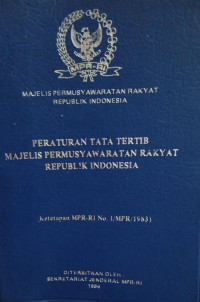 MPR-RI
MAJELIS PERMUSYAWARATAN RAKYAT
REPUBLIK INDONESIA
PERATURAN TATA TERTIB
MAJELIS PERMUSYAWARATAN RAKYAT
REPUBLIK INDONESIA
(Ketetapan MPR-RI No. I/MPR/1983)
DITERBITKAN OLEH :
SEKRETARIAT JENDERAL MPR-RI